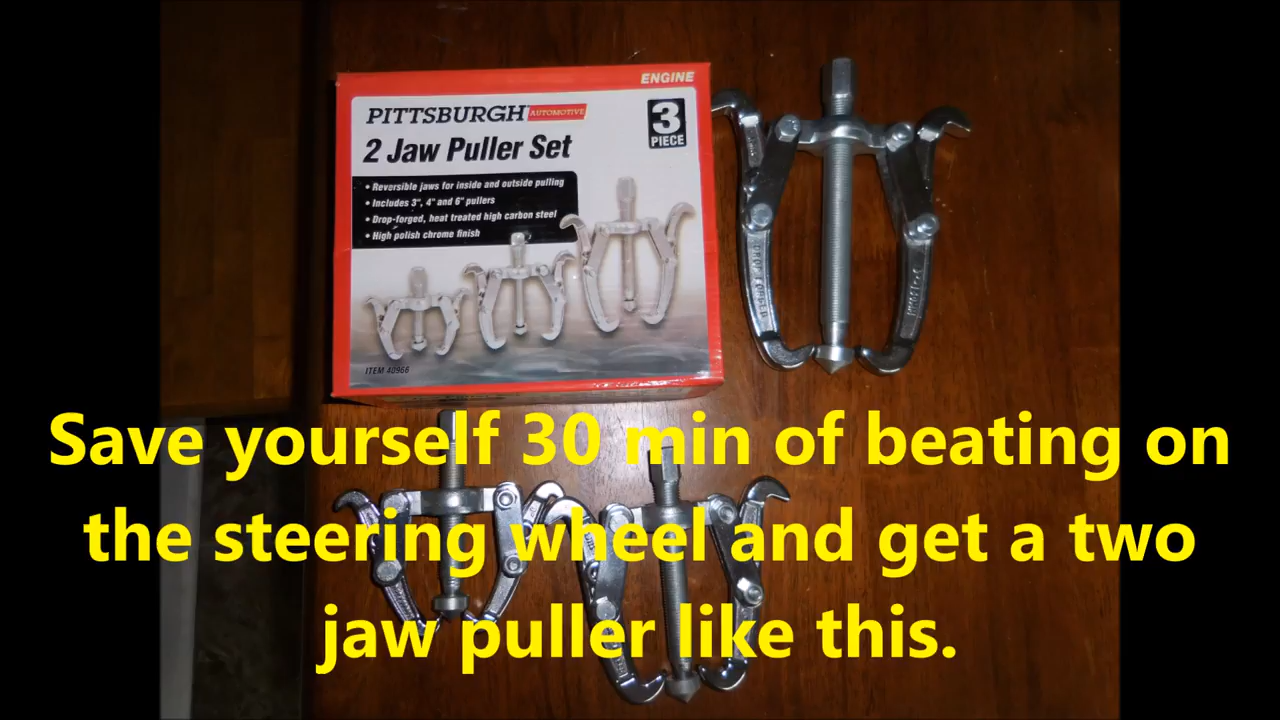 ENGINE
PITTSBURGH AUTOMOTIVE
3
PIECE
2 Jaw Puller Set
• Reversible jaws for inside and outside pulling
• Includes 3", 4" and 6" pullers
• Drop-forged, heat treated high carbon steel
• High polish chrome finish
ITEM 40966
DROP FORGED
Save yourself 30 min of beating on
the steering wheel and get a two
jaw puller like this.